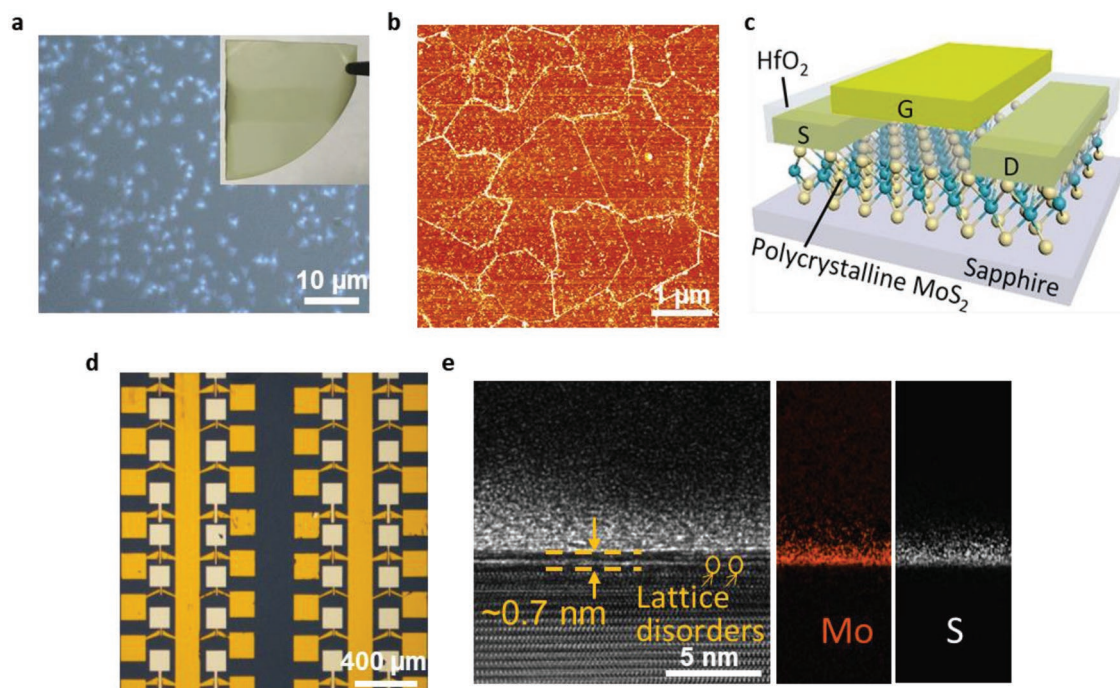 a
10 µm
b
1 µm
c
HfO₂
G
S
D
Polycrystalline MoS₂
Sapphire
d
400 µm
e
~0.7 nm
Lattice
disorders
5 nm
Mo
S